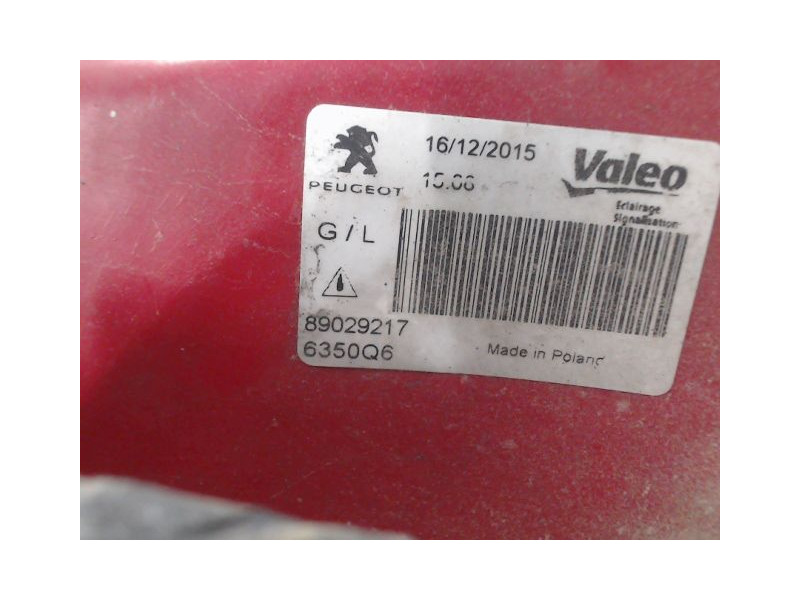 PEUGEOT
16/12/2015
Valeo
Eclairage
Signalisation
G / L
89029217
6350Q6
Made in Poland